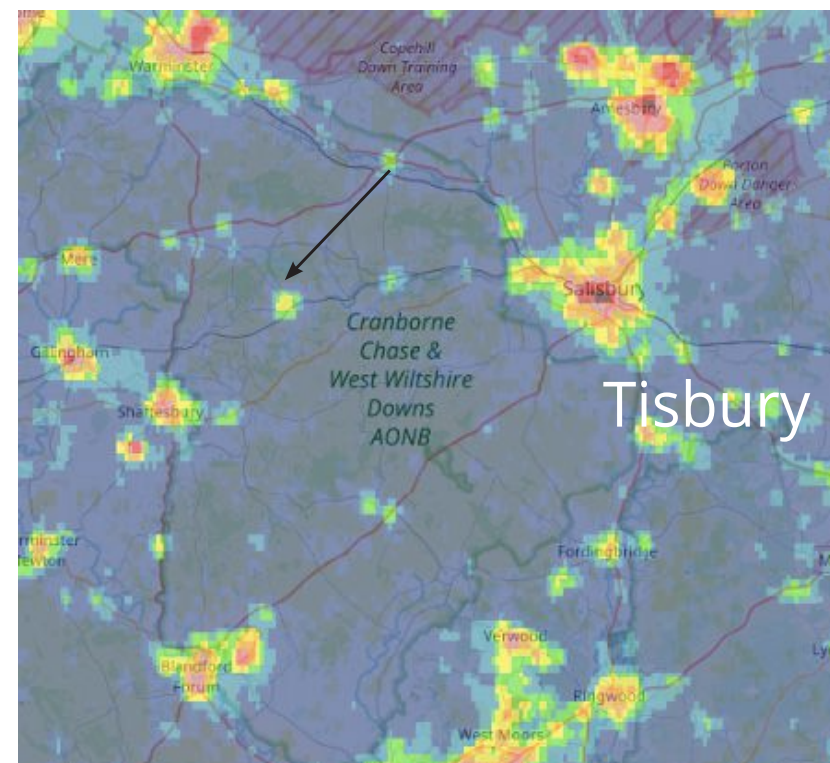 Copehill
Down Training
Area
Warminster
Amesbury
Porton
Down Danger
Area
Mere
Salisbury
Cranborne
Chase &
West Wiltshire
Downs
AONB
Gillingham
Shaftesbury
Tisbury
Fordingbridge
Verwood
Blandford
Forum
Ringwood
West Moors